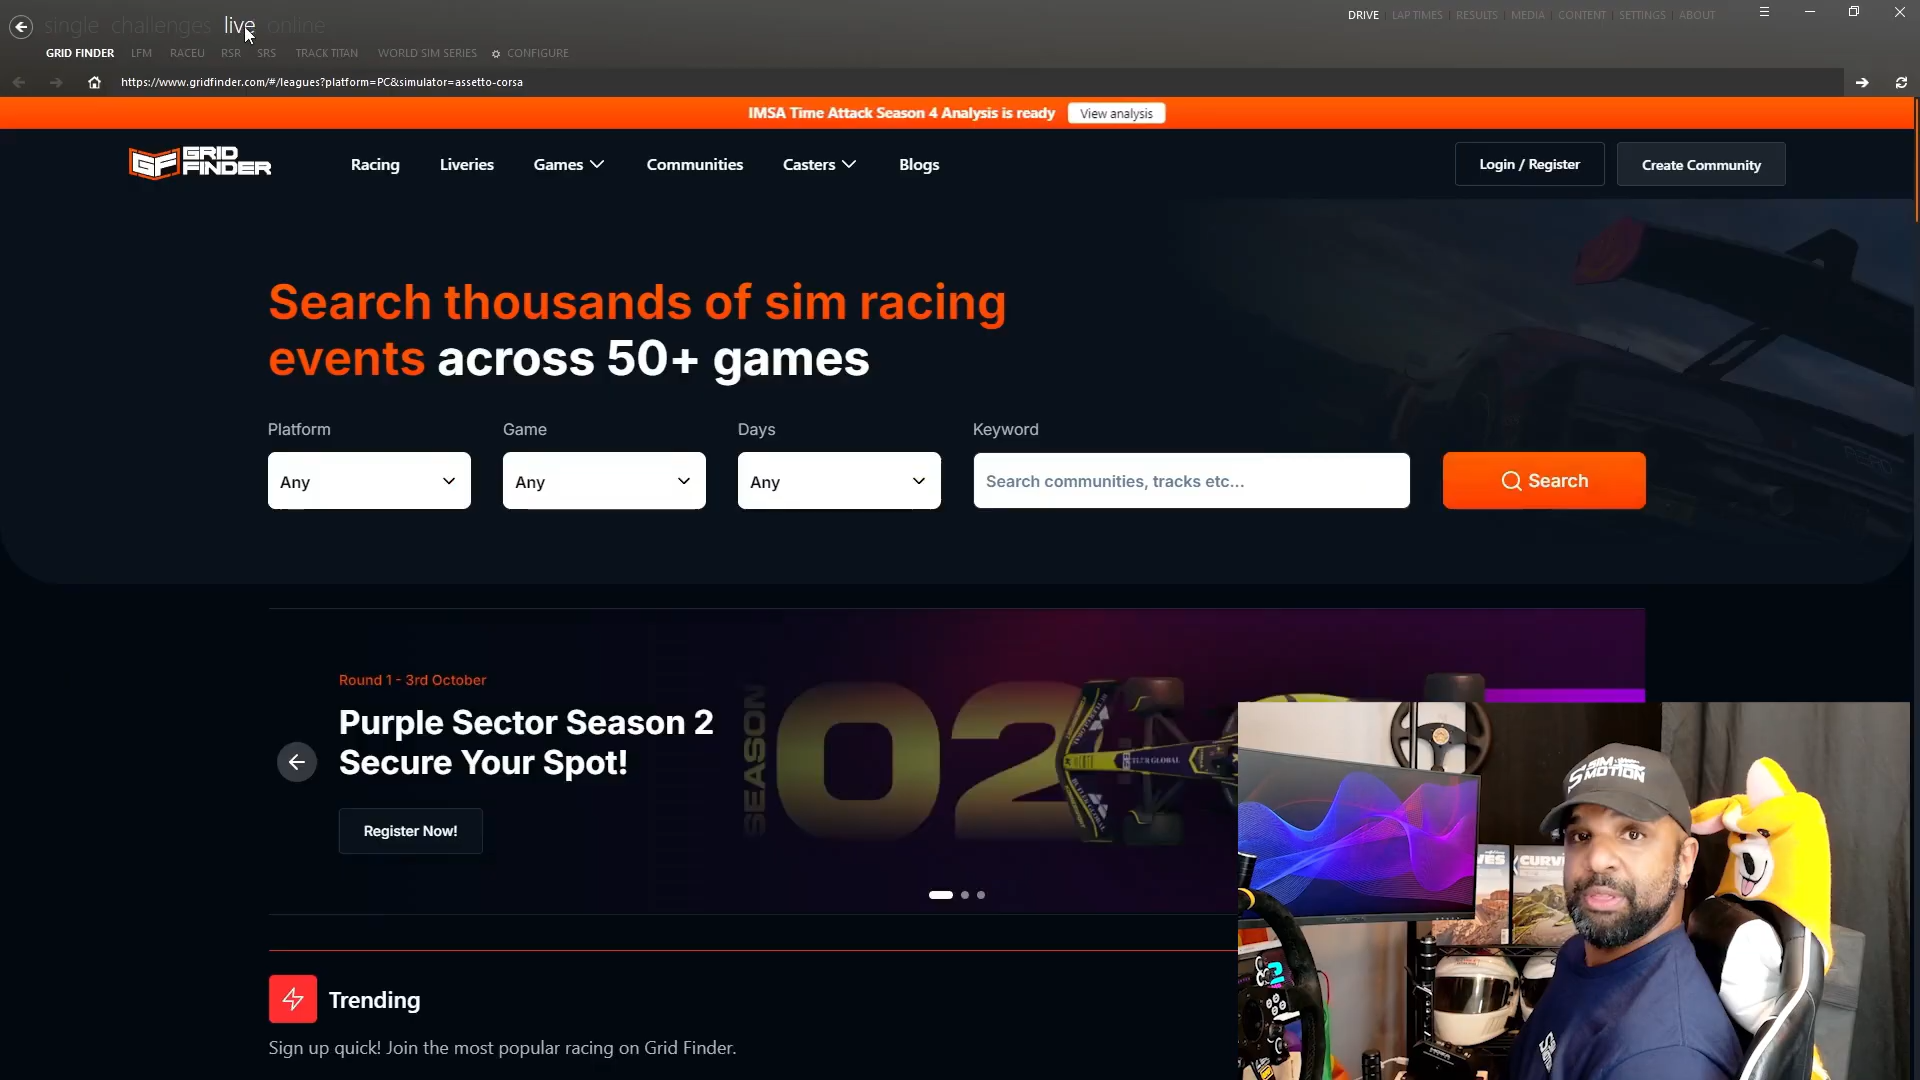 single challenges live online
DRIVE LAP TIMES RESULTS MEDIA CONTENT SETTINGS ABOUT
GRID FINDER LFM RACEU RSR SRS TRACK TITAN WORLD SIM SERIES CONFIGURE
https://www.gridfinder.com/#/leagues?platform=PC&simulator=assetto-corsa
IMSA Time Attack Season 4 Analysis is ready View analysis
GF GRID FINDER
Racing Liveries Games Communities Casters Blogs
Login / Register Create Community
Search thousands of sim racing
events across 50+ games
Platform Game Days Keyword
Any Any Any Search communities, tracks etc... Search
Round 1 - 3rd October
Purple Sector Season 2
Secure Your Spot!
Register Now!
SEASON 02
Trending
Sign up quick! Join the most popular racing on Grid Finder.
SIM
MOTION
CURV